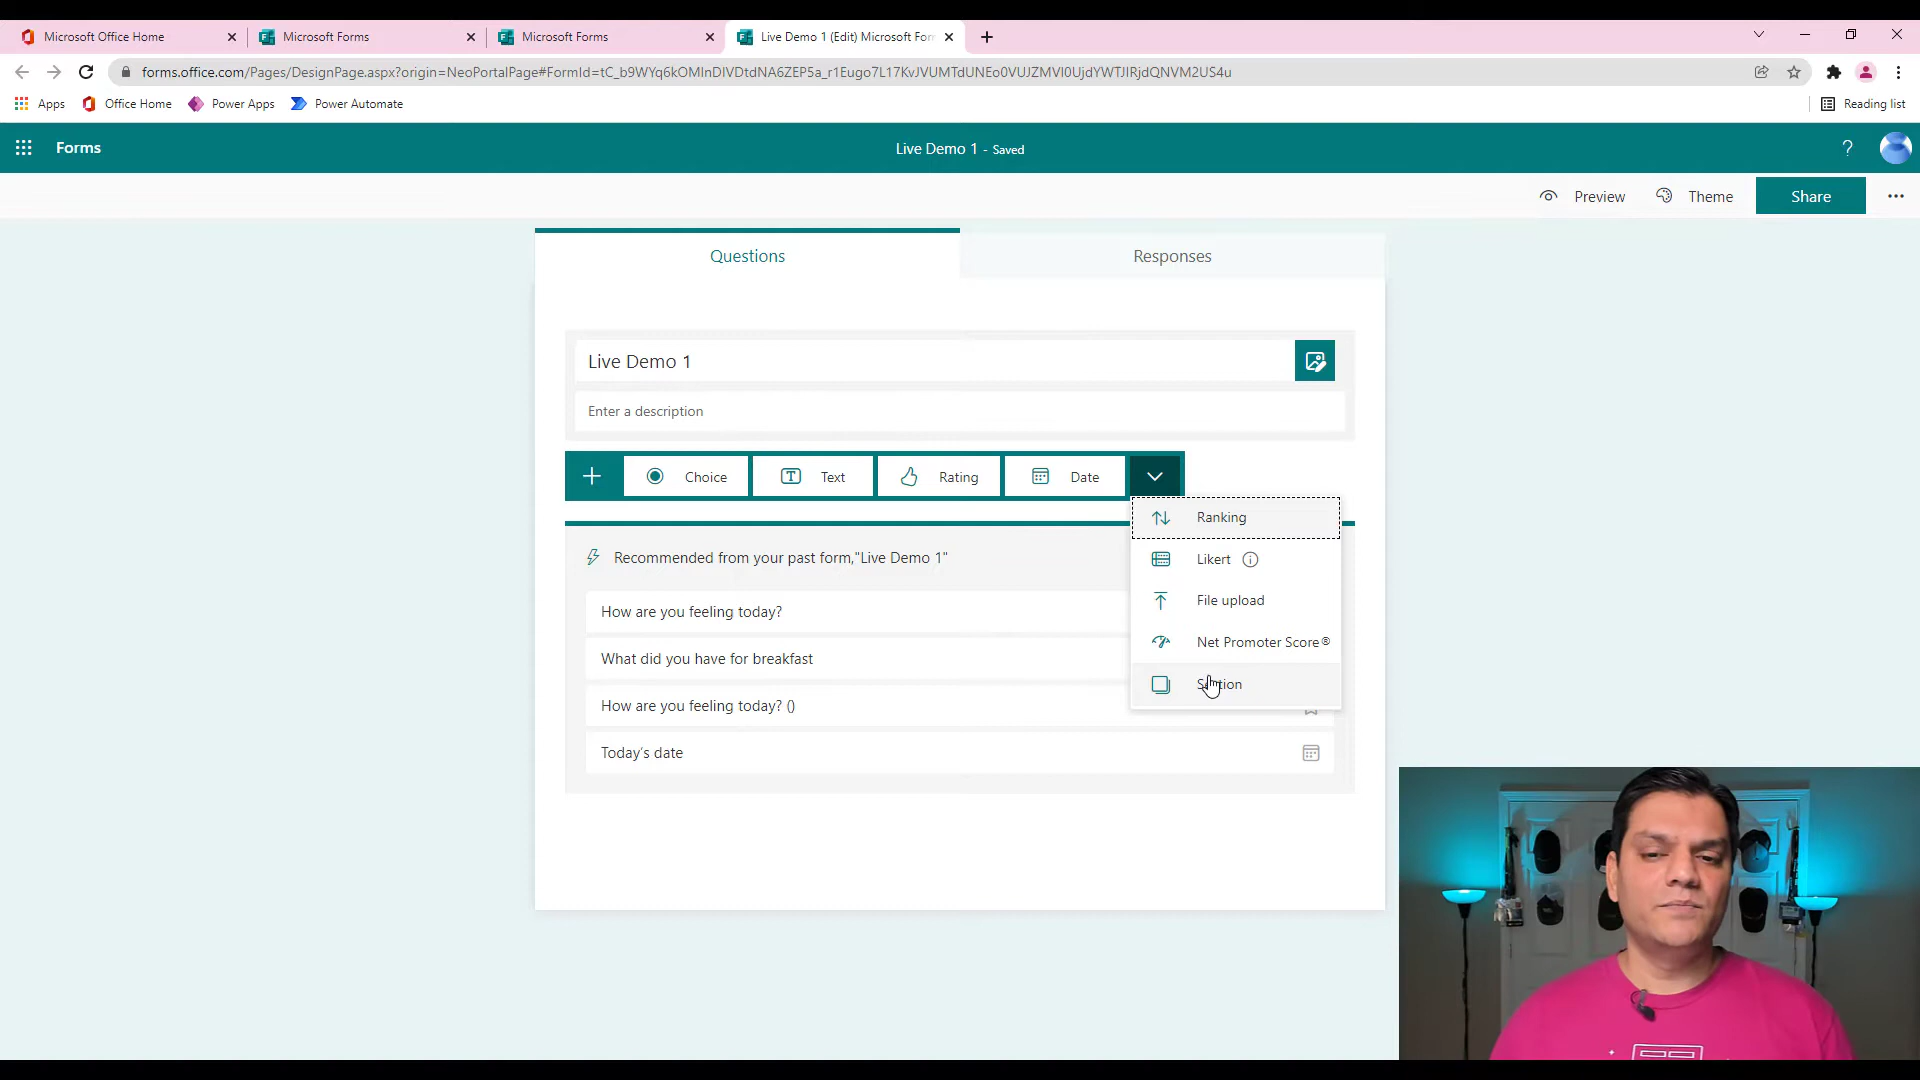 Microsoft Office Home
Microsoft Forms
Microsoft Forms
Live Demo 1 (Edit) Microsoft For
forms.office.com/Pages/DesignPage.aspx?origin=NeoPortalPage#FormId=tC_b9WYq6kOMInDIVDtdNA6ZEP5a_r1Eugo7L17KvJVUMTdUNEo0VUJZMVI0UjdYWTJIRjdQNVM2US4u
Apps
Office Home
Power Apps
Power Automate
Reading list
Forms
Live Demo 1 - Saved
?
Preview
Theme
Share
Questions
Responses
Live Demo 1
Enter a description
Choice
Text
Rating
Date
Ranking
Likert
File upload
Net Promoter Score®
Section
Recommended from your past form,"Live Demo 1"
How are you feeling today?
What did you have for breakfast
How are you feeling today? ()
Today's date